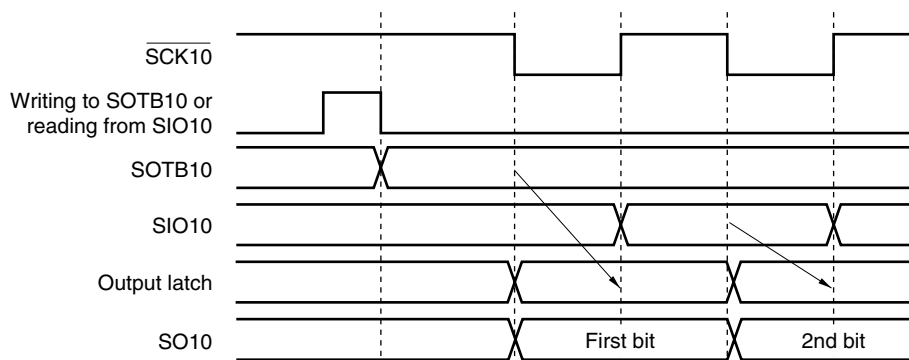 SCK10
Writing to SOTB10 or
reading from SIO10
SOTB10
SIO10
Output latch
SO10
First bit
2nd bit